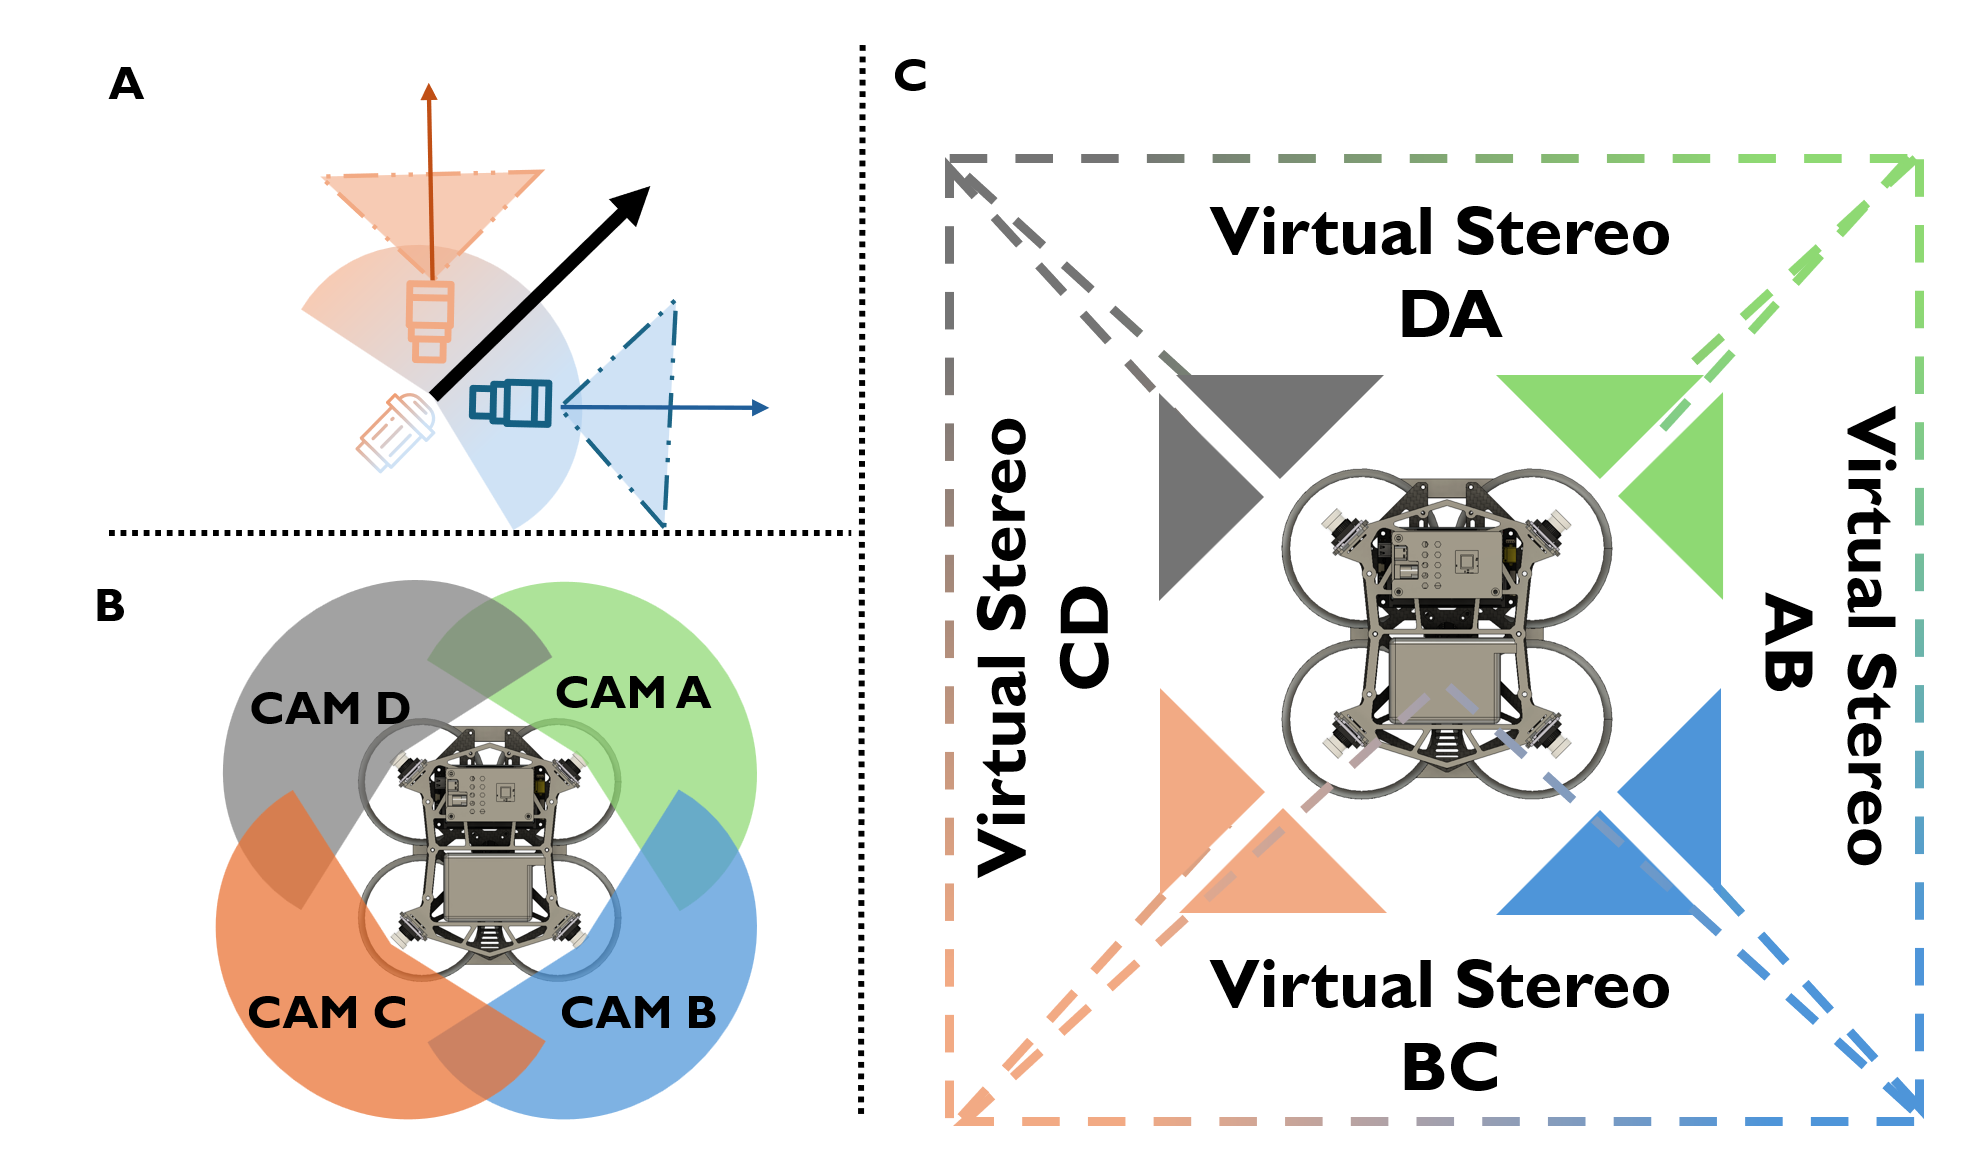 A
B
CAM D
CAM A
CAM C
CAM B
C
Virtual Stereo
DA
Virtual Stereo
CD
Virtual Stereo
AB
Virtual Stereo
BC